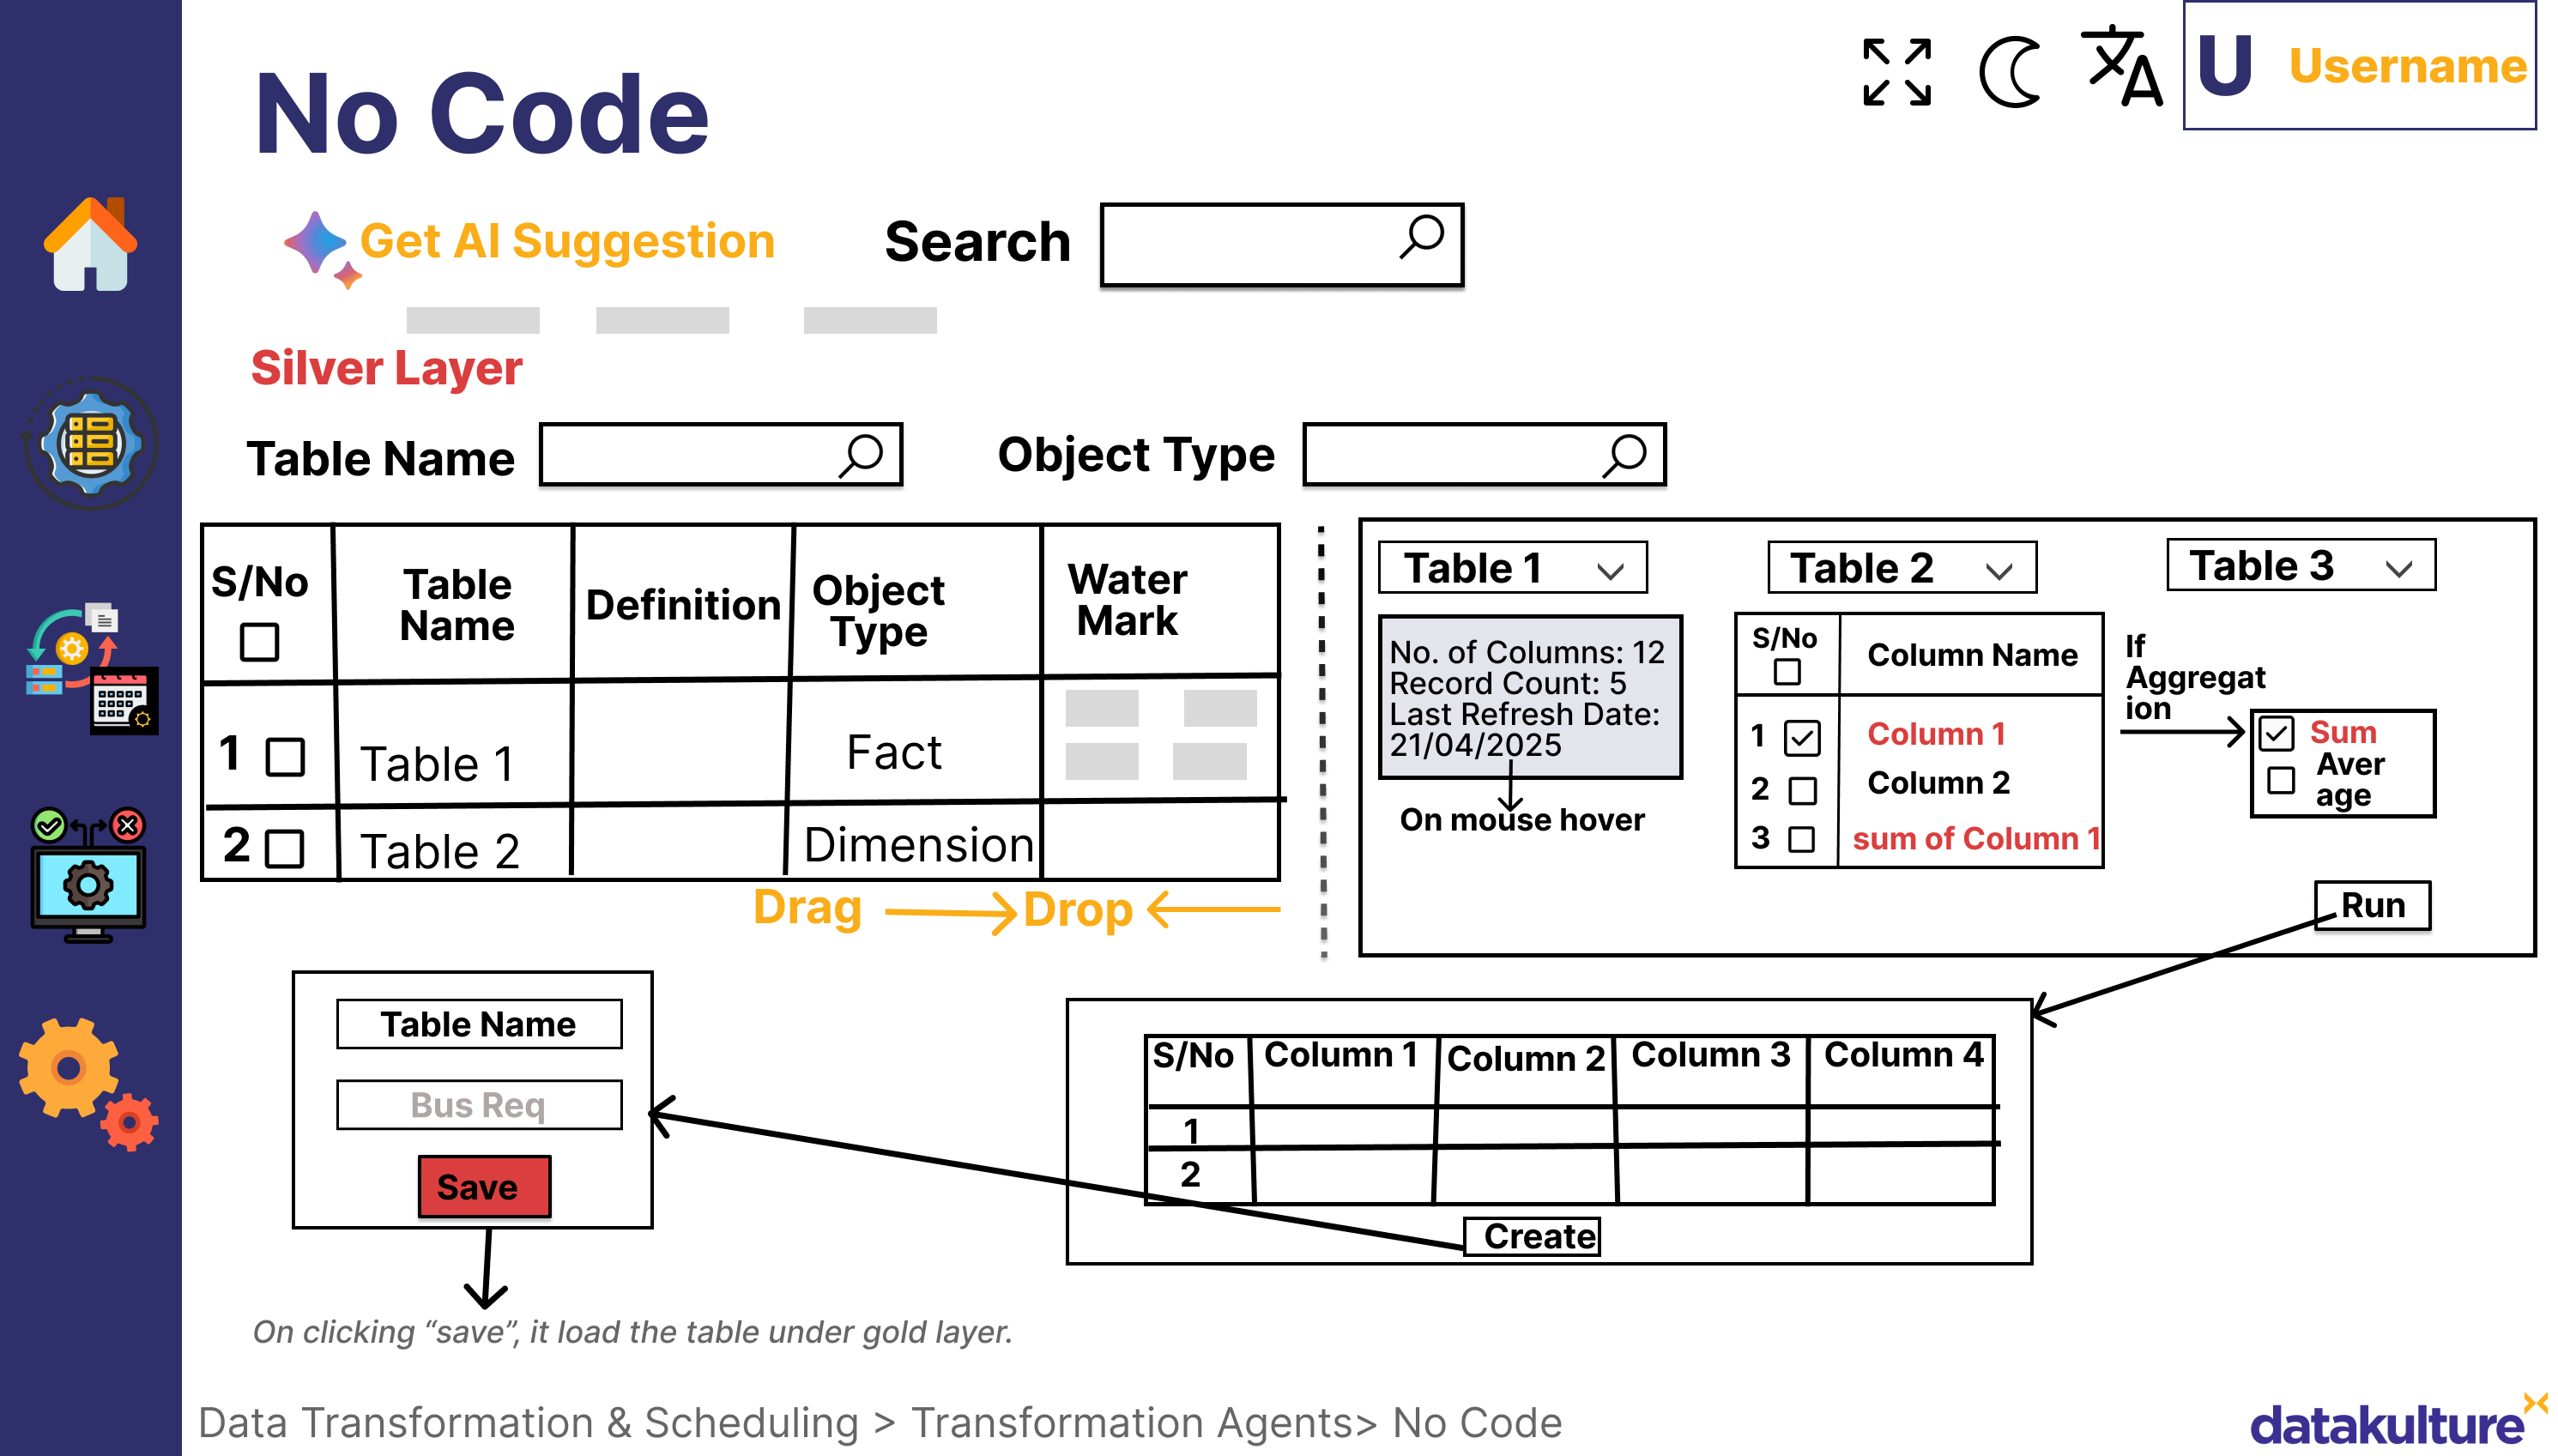 No Code
U Username
Get AI Suggestion
Search
Silver Layer
Table Name
Object Type
S/No
Table
Name
Definition
Object
Type
Water
Mark
1 Table 1 Fact
2 Table 2 Dimension
Drag Drop
Table 1
Table 2
Table 3
No. of Columns: 12
Record Count: 5
Last Refresh Date:
21/04/2025
On mouse hover
S/No Column Name
1 Column 1
2 Column 2
3 sum of Column 1
If
Aggregat
ion
Sum
Aver
age
Run
Table Name
Bus Req
Save
S/No Column 1 Column 2 Column 3 Column 4
1
2
Create
On clicking “save”, it load the table under gold layer.
Data Transformation & Scheduling > Transformation Agents> No Code
datakulture